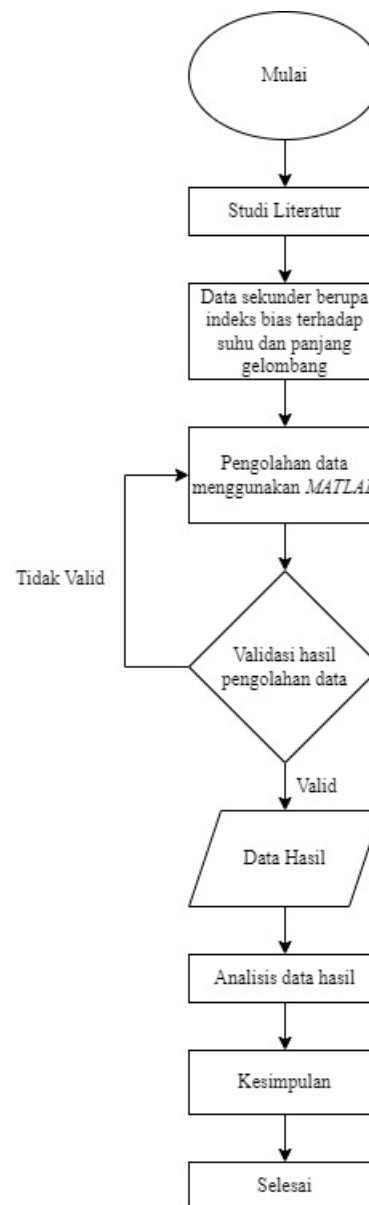 Mulai
Studi Literatur
Data sekunder berupa
indeks bias terhadap
suhu dan panjang
gelombang
Pengolahan data
menggunakan MATLAB
Tidak Valid
Validasi hasil
pengolahan data
Valid
Data Hasil
Analisis data hasil
Kesimpulan
Selesai